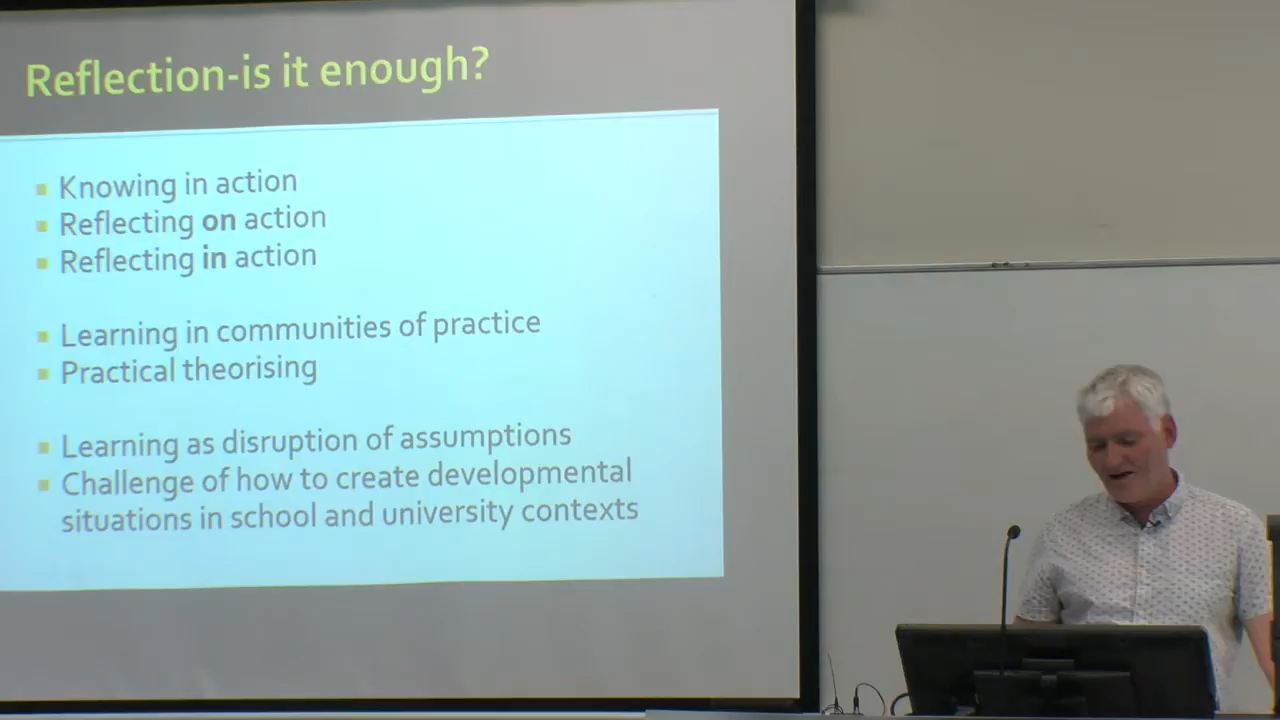 Reflection-is it enough?
Knowing in action
Reflecting on action
Reflecting in action
Learning in communities of practice
Practical theorising
Learning as disruption of assumptions
Challenge of how to create developmental
situations in school and university contexts